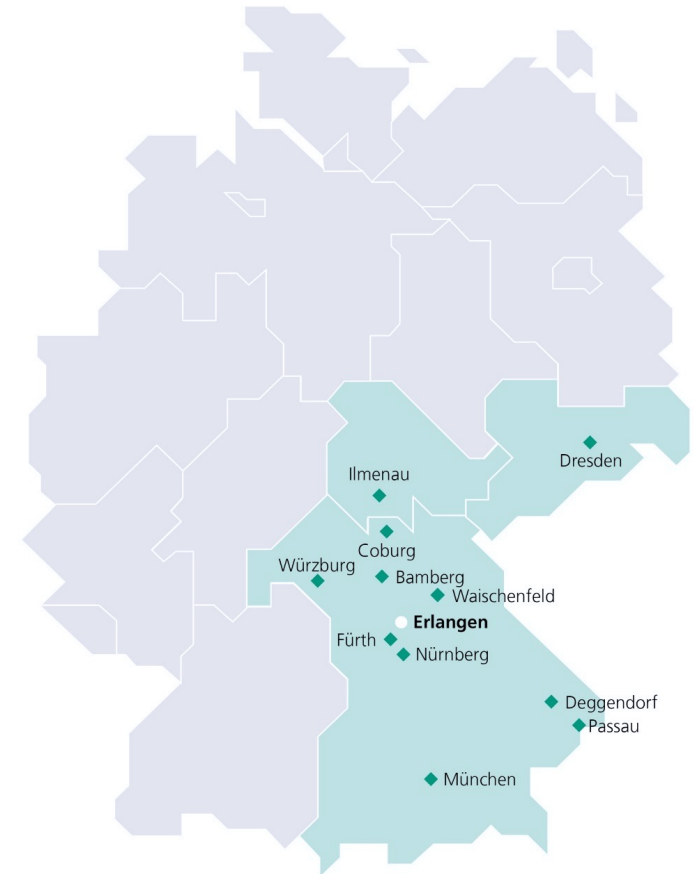 Dresden
Ilmenau
Coburg
Würzburg
Bamberg
Waischenfeld
Erlangen
Fürth
Nürnberg
Deggendorf
Passau
München